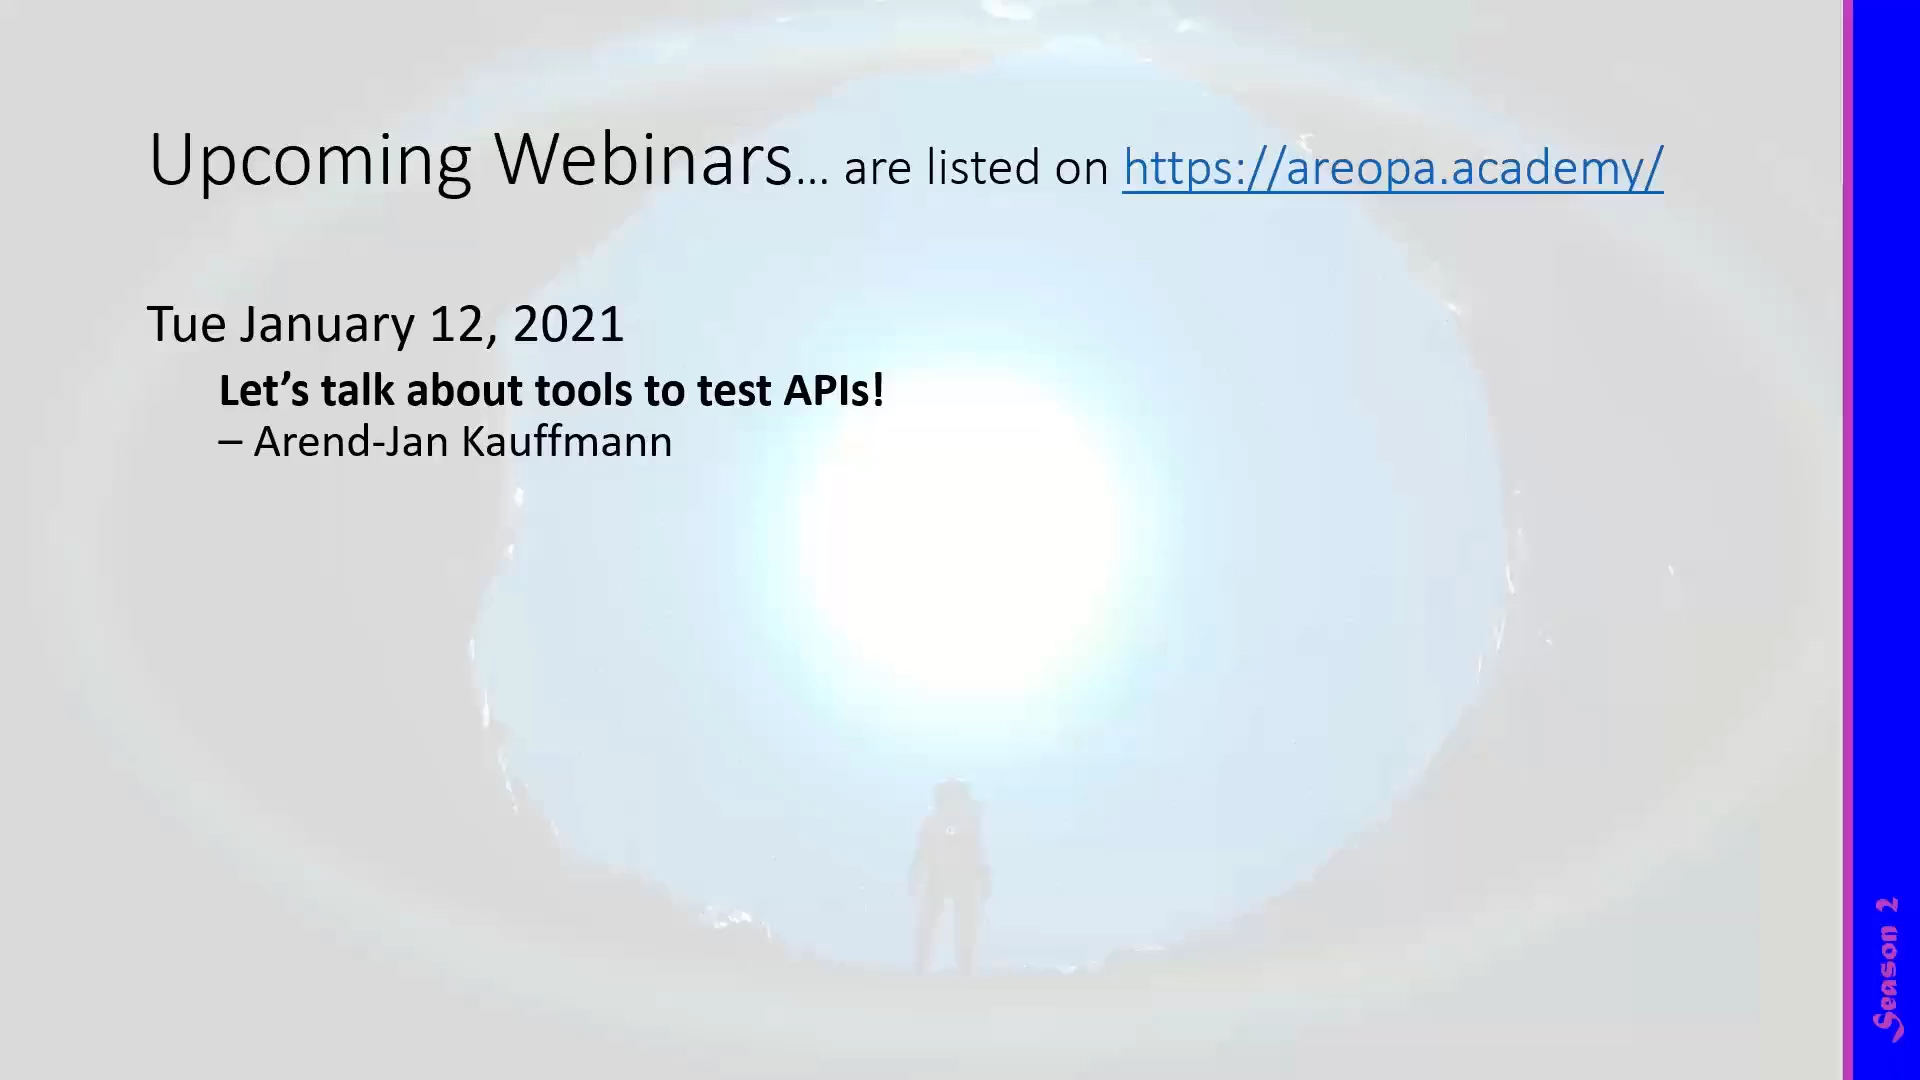 Upcoming Webinars... are listed on https://areopa.academy/
Tue January 12, 2021
Let’s talk about tools to test APIs!
– Arend-Jan Kauffmann
Season 2